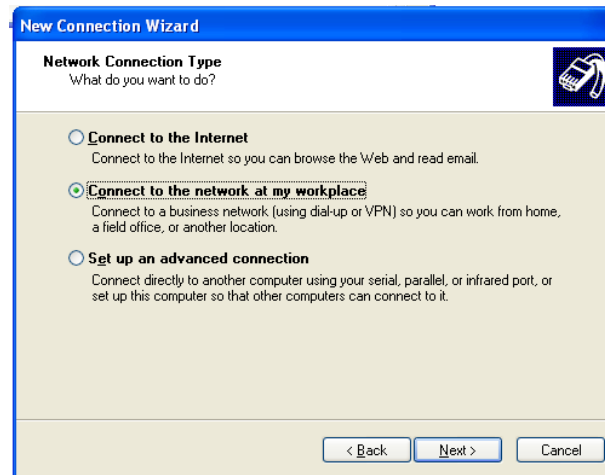 New Connection Wizard
Network Connection Type
What do you want to do?
Connect to the Internet
Connect to the Internet so you can browse the Web and read email.
Connect to the network at my workplace
Connect to a business network (using dial-up or VPN) so you can work from home,
a field office, or another location.
Set up an advanced connection
Connect directly to another computer using your serial, parallel, or infrared port, or
set up this computer so that other computers can connect to it.
< Back
Next >
Cancel